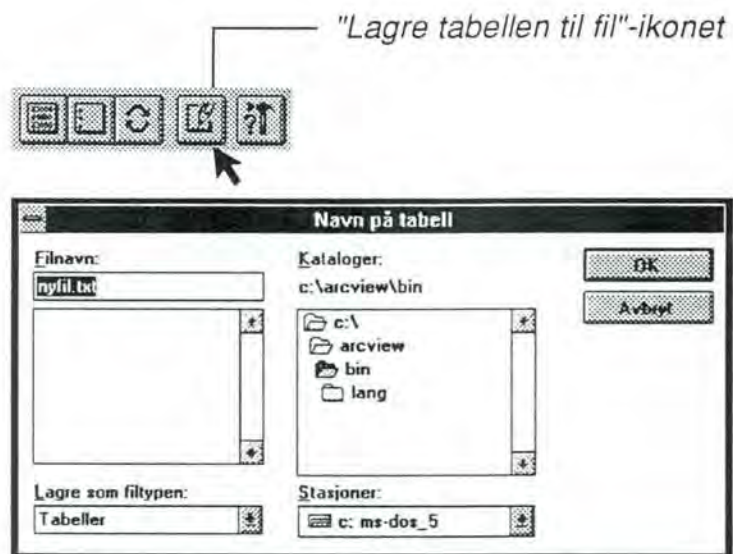 "Lagre tabellen til fil"-ikonet
Navn på tabell
Filnavn:
nyfil.txt
Kataloger:
c:\arcview\bin
c:\
arcview
bin
lang
OK
Avbryt
Lagre som filtypen:
Tabeller
Stasjoner:
c: ms-dos_5